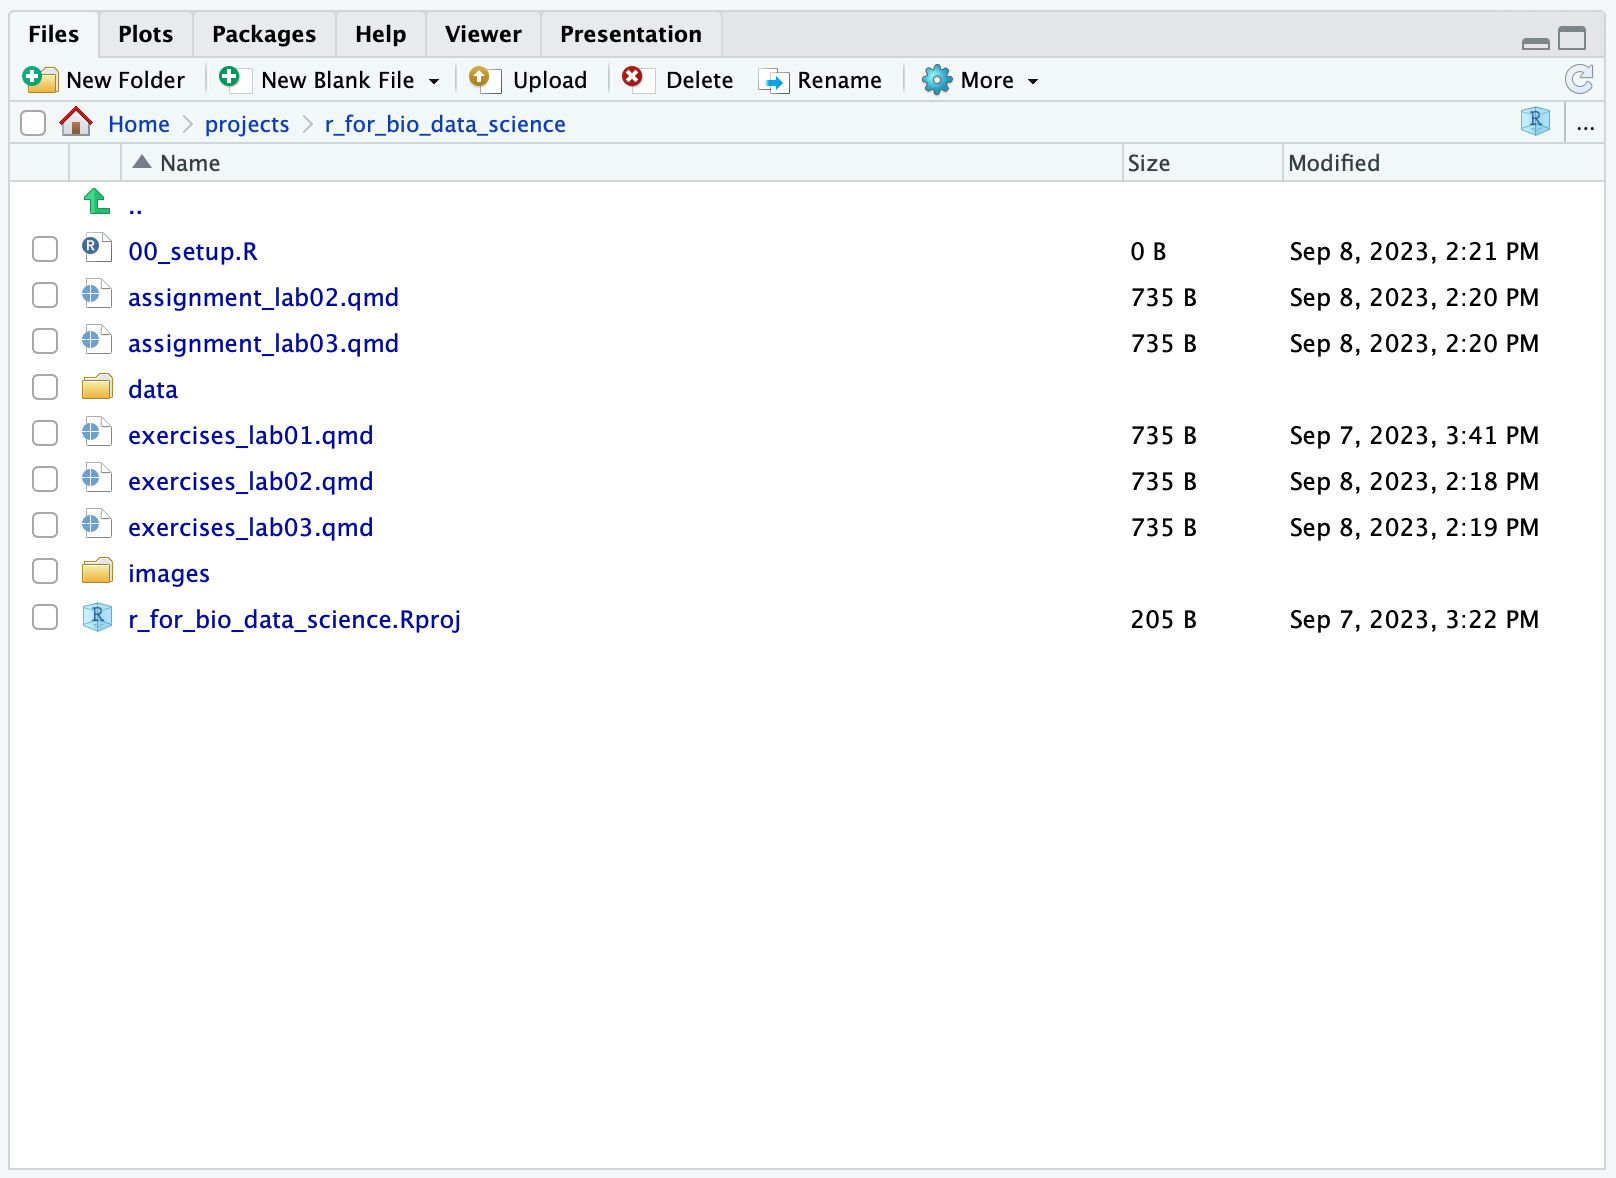 Files Plots Packages Help Viewer Presentation
New Folder New Blank File Upload Delete Rename More
Home projects r_for_bio_data_science R ...
Name Size Modified
..
R 00_setup.R 0 B Sep 8, 2023, 2:21 PM
assignment_lab02.qmd 735 B Sep 8, 2023, 2:20 PM
assignment_lab03.qmd 735 B Sep 8, 2023, 2:20 PM
data
exercises_lab01.qmd 735 B Sep 7, 2023, 3:41 PM
exercises_lab02.qmd 735 B Sep 8, 2023, 2:18 PM
exercises_lab03.qmd 735 B Sep 8, 2023, 2:19 PM
images
R r_for_bio_data_science.Rproj 205 B Sep 7, 2023, 3:22 PM